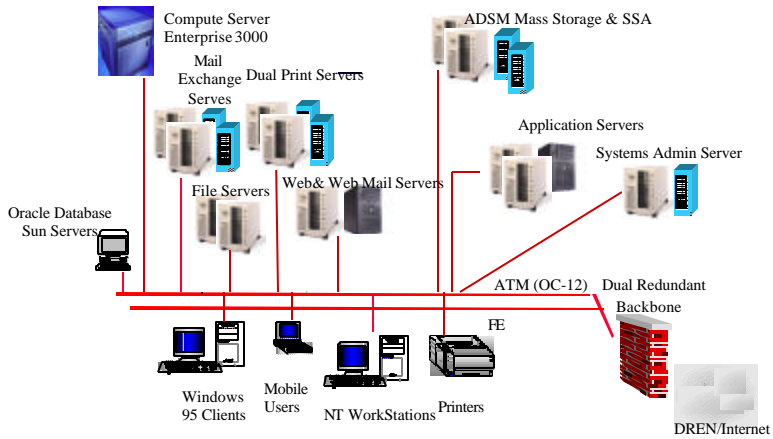 Compute Server
Enterprise 3000
ADSM Mass Storage & SSA
Mail
Exchange
Serves
Dual Print Servers
Application Servers
Systems Admin Server
File Servers
Web& Web Mail Servers
Oracle Database
Sun Servers
ATM (OC-12)
Dual Redundant
Backbone
FE
Windows
95 Clients
Mobile
Users
NT WorkStations
Printers
DREN/Internet